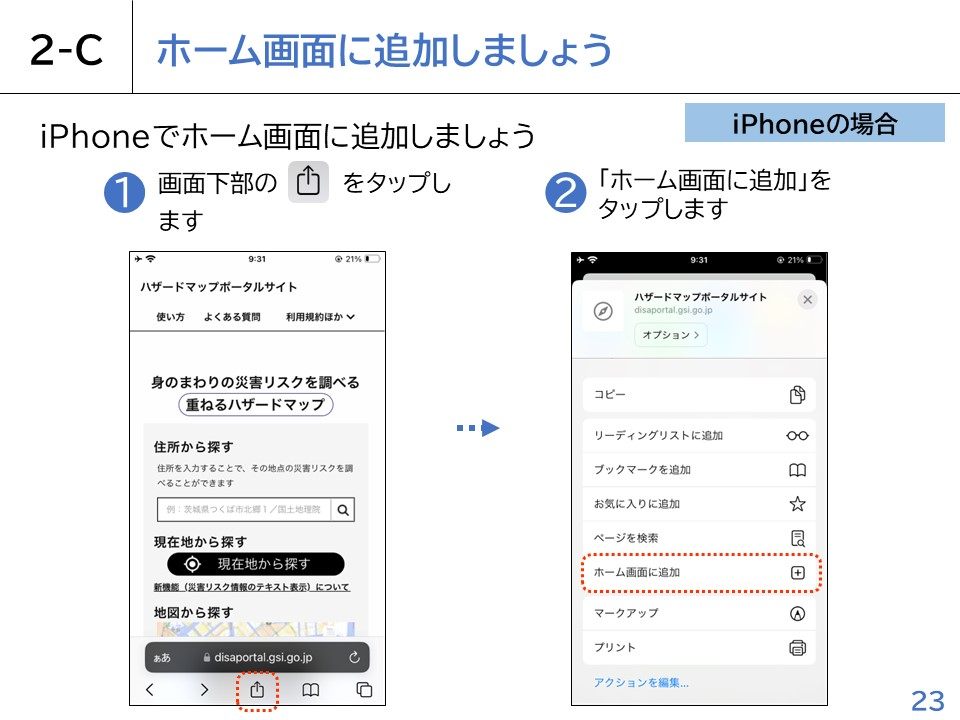 2-C
ホーム画面に追加しましょう
iPhoneでホーム画面に追加しましょう
iPhoneの場合
1
画面下部の をタップし
ます
2
「ホーム画面に追加」を
タップします
9:31
21%
ハザードマップポータルサイト
使い方 よくある質問 利用規約ほか
身のまわりの災害リスクを調べる
重ねるハザードマップ
住所から探す
住所を入力することで、その地点の災害リスクを調
べることができます
例：茨城県つくば市北郷１／国土地理院
現在地から探す
現在地から探す
新機能（災害リスク情報のテキスト表示）について
地図から探す
ぁあ disaportal.gsi.go.jp
9:31
21%
ハザードマップポータルサイト
disaportal.gsi.go.jp
オプション
コピー
リーディングリストに追加
ブックマークを追加
お気に入りに追加
ページを検索
ホーム画面に追加
マークアップ
プリント
アクションを編集...
23